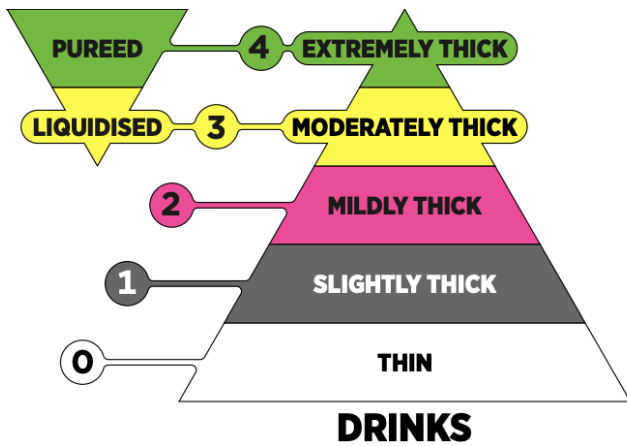 PUREED 4 EXTREMELY THICK
LIQUIDISED 3 MODERATELY THICK
2 MILDLY THICK
1 SLIGHTLY THICK
0 THIN
DRINKS